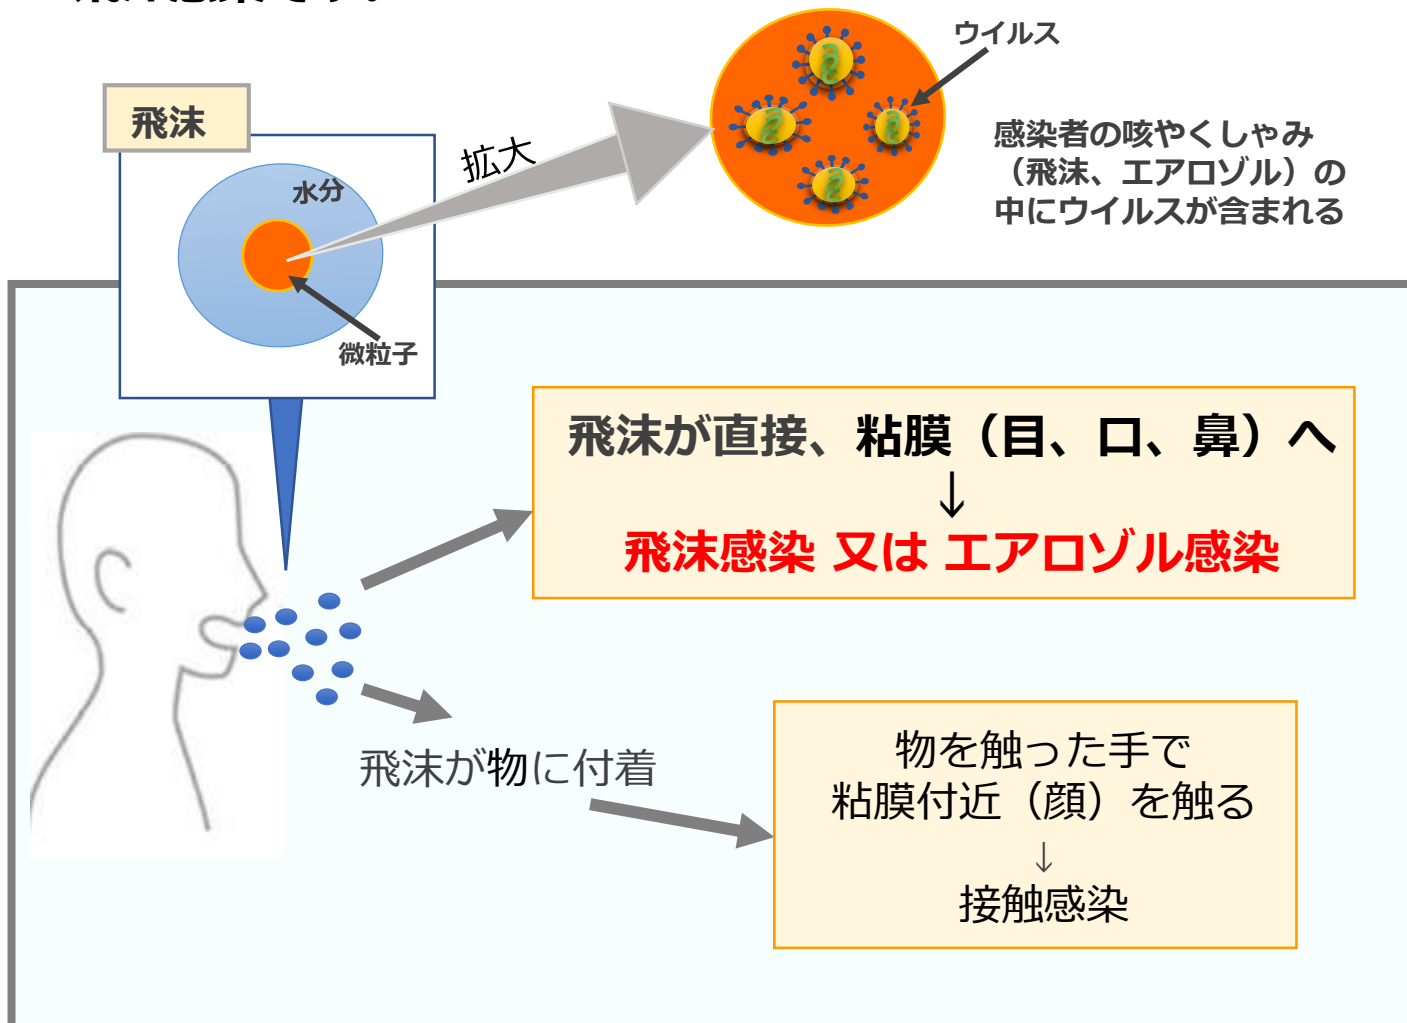 ウイルス
飛沫
拡大
感染者の咳やくしゃみ
（飛沫、エアロゾル）の
中にウイルスが含まれる
水分
微粒子
飛沫が直接、粘膜（目、口、鼻）へ
↓
飛沫感染 又は エアロゾル感染
飛沫が物に付着
物を触った手で
粘膜付近（顔）を触る
↓
接触感染